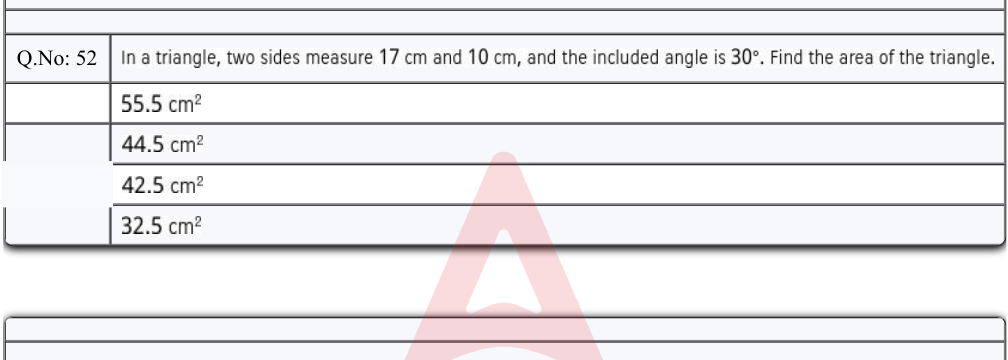 Q.No: 52 In a triangle, two sides measure 17 cm and 10 cm, and the included angle is 30°. Find the area of the triangle.
55.5 cm²
44.5 cm²
42.5 cm²
32.5 cm²